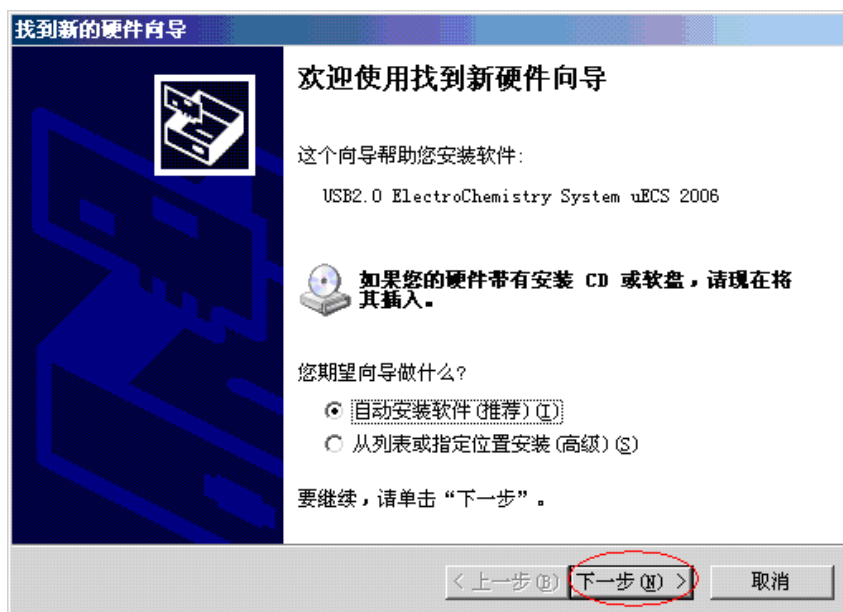 找到新的硬件向导
欢迎使用找到新硬件向导
这个向导帮助您安装软件:
USB2.0 ElectroChemistry System uECS 2006
如果您的硬件带有安装 CD 或软盘，请现在将
其插入。
您期望向导做什么?
自动安装软件(推荐)(I)
从列表或指定位置安装(高级)(S)
要继续，请单击“下一步”。
< 上一步(B) 下一步(N) > 取消